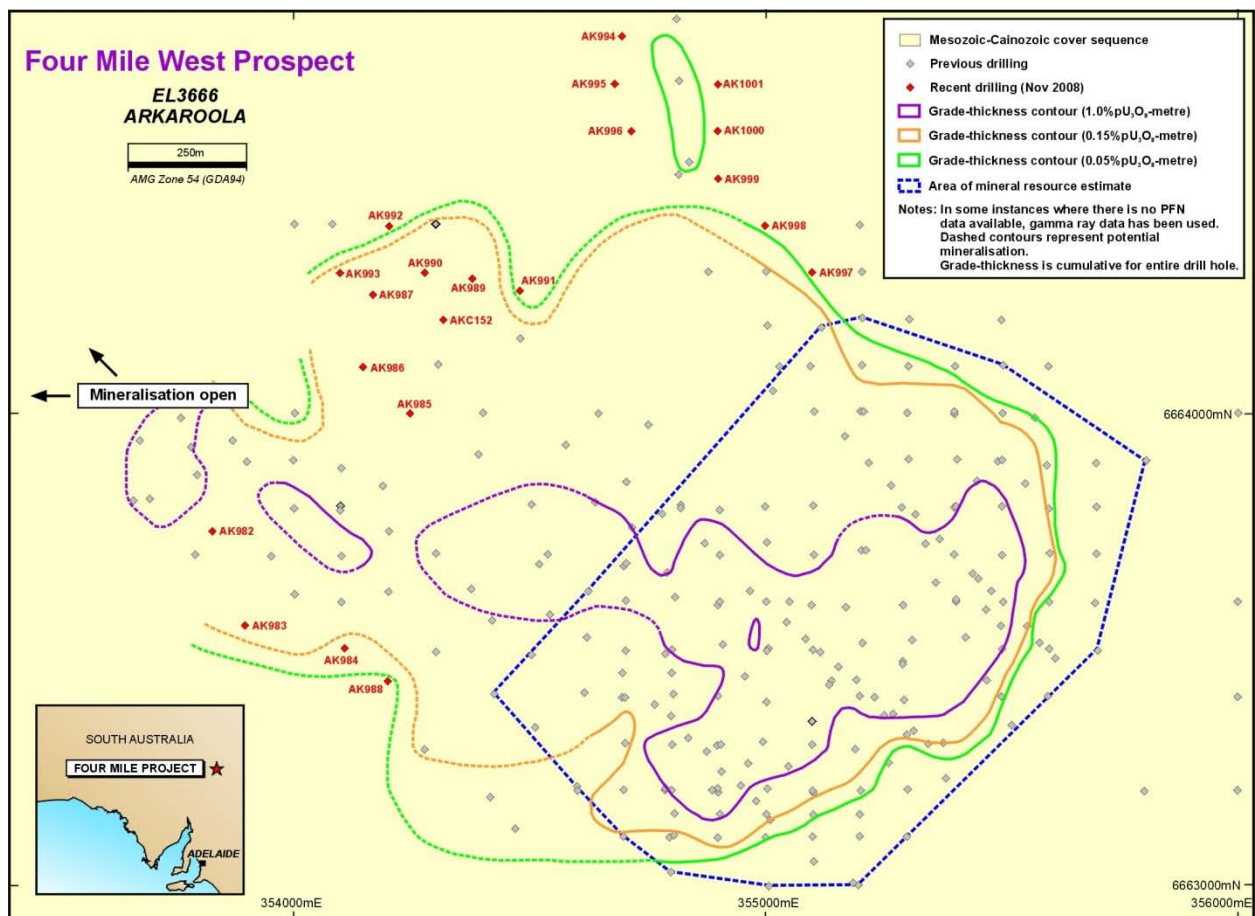 Four Mile West Prospect
EL3666
ARKAROOLA
250m
AMG Zone 54 (GDA94)
Mesozoic-Cainozoic cover sequence
Previous drilling
Recent drilling (Nov 2008)
Grade-thickness contour (1.0%pU₃O₈-metre)
Grade-thickness contour (0.15%pU₃O₈-metre)
Grade-thickness contour (0.05%pU₃O₈-metre)
Area of mineral resource estimate
Notes: In some instances where there is no PFN
data available, gamma ray data has been used.
Dashed contours represent potential
mineralisation.
Grade-thickness is cumulative for entire drill hole.
AK994
AK995
AK1001
AK996
AK1000
AK999
AK992
AK998
AK993
AK990
AK989
AK991
AK997
AK987
AKC152
AK986
Mineralisation open
AK985
6664000mN
AK982
AK983
AK984
AK988
SOUTH AUSTRALIA
FOUR MILE PROJECT
ADELAIDE
6663000mN
354000mE
355000mE
356000mE